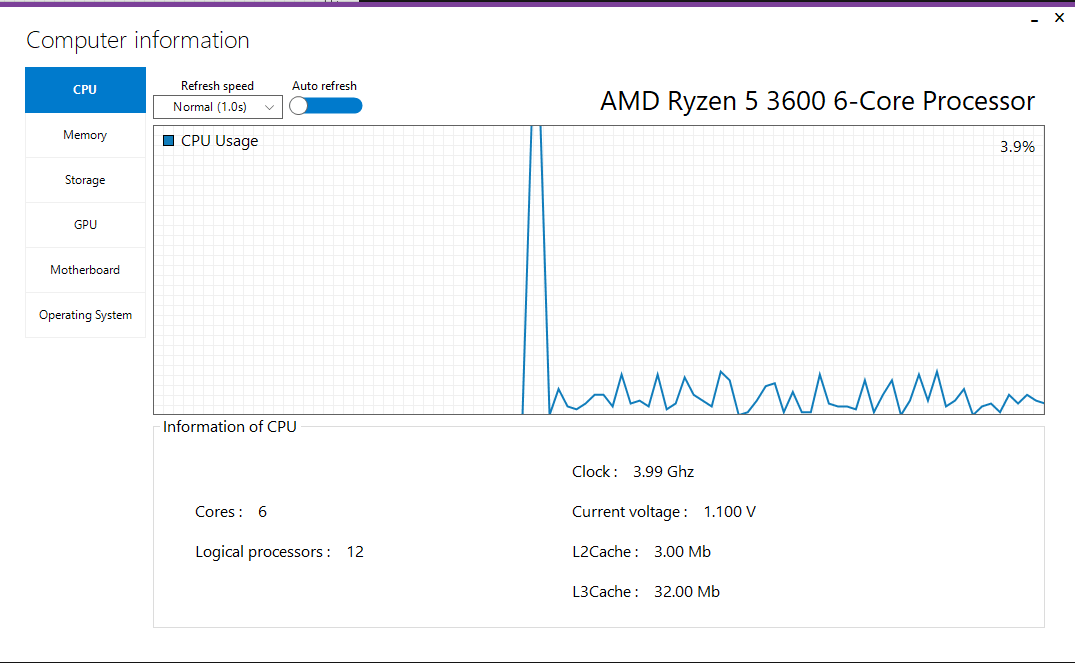 Computer information
CPU
Memory
Storage
GPU
Motherboard
Operating System
Refresh speed
Auto refresh
Normal (1.0s)
AMD Ryzen 5 3600 6-Core Processor
CPU Usage
3.9%
Information of CPU
Cores : 6
Logical processors : 12
Clock : 3.99 Ghz
Current voltage : 1.100 V
L2Cache : 3.00 Mb
L3Cache : 32.00 Mb